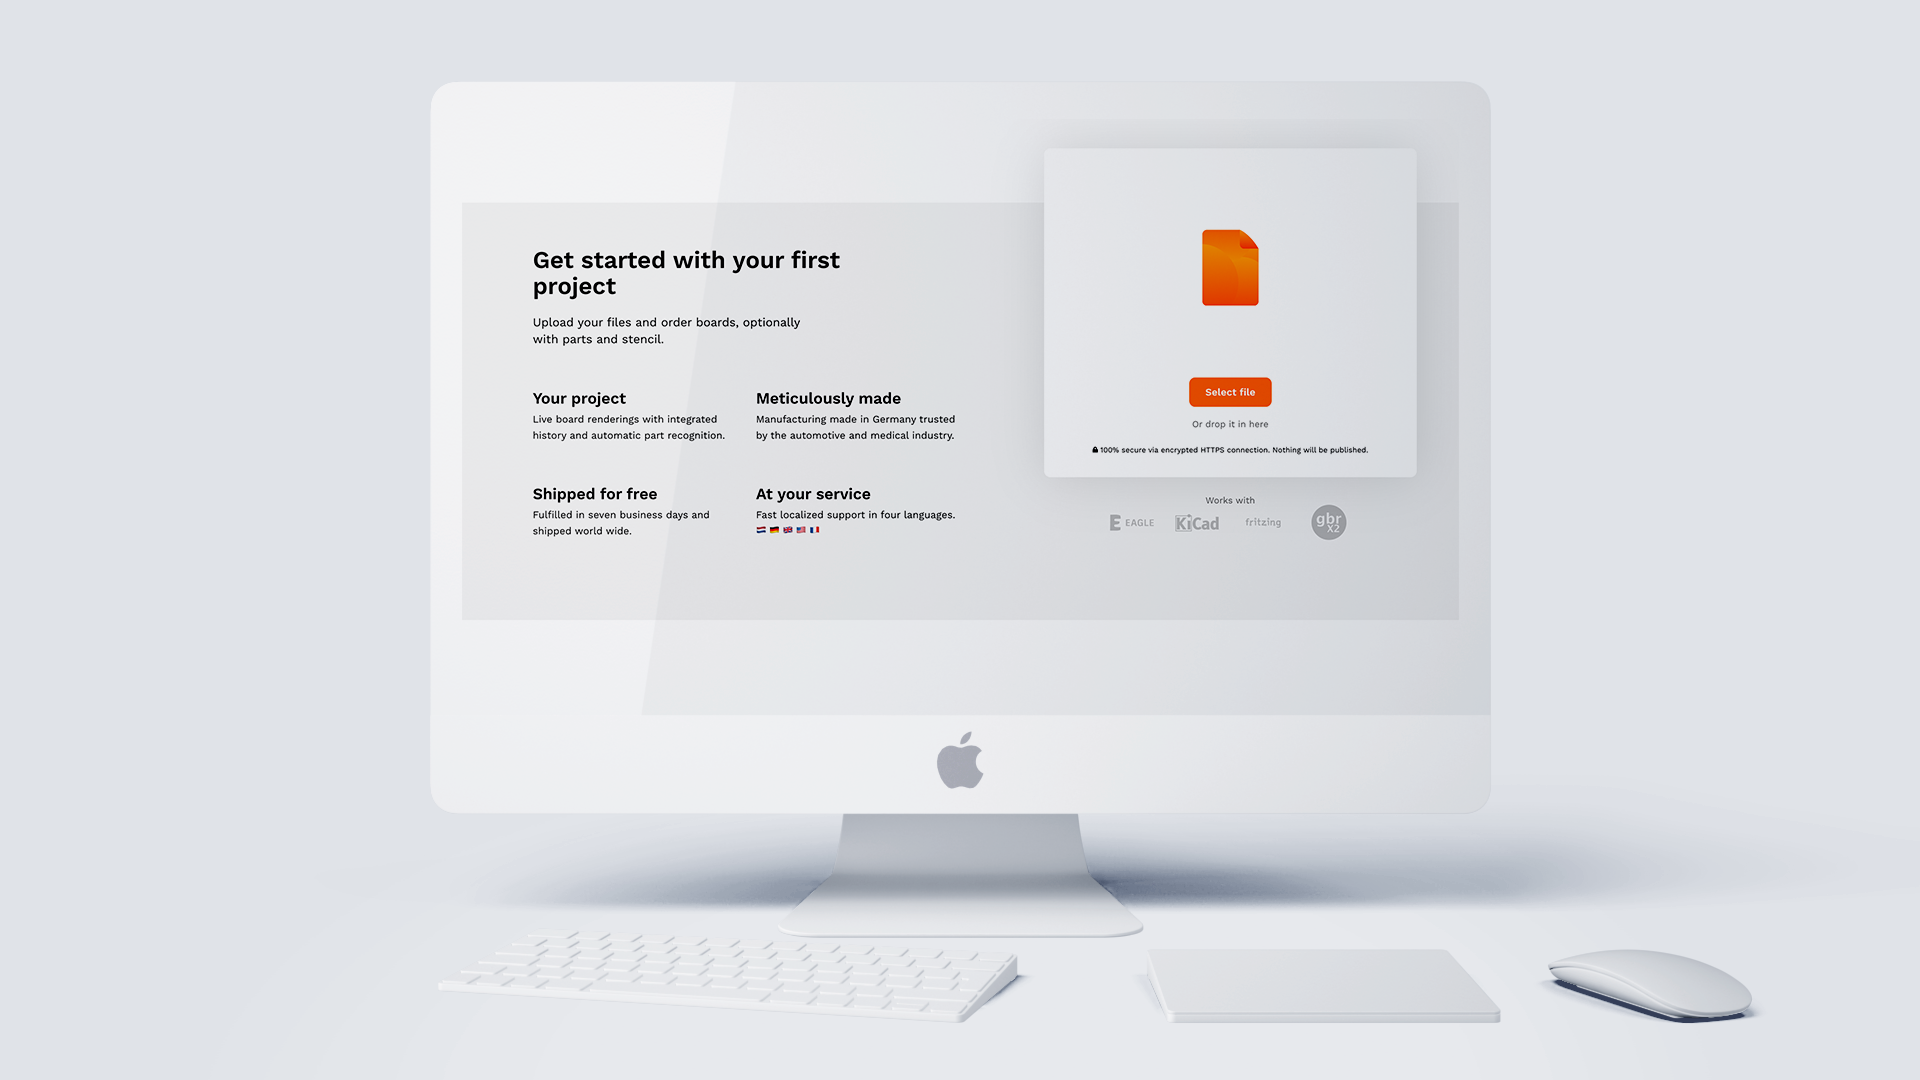 Get started with your first
project
Upload your files and order boards, optionally
with parts and stencil.
Your project
Live board renderings with integrated
history and automatic part recognition.
Meticulously made
Manufacturing made in Germany trusted
by the automotive and medical industry.
Shipped for free
Fulfilled in seven business days and
shipped world wide.
At your service
Fast localized support in four languages.
Select file
Or drop it in here
100% secure via encrypted HTTPS connection. Nothing will be published.
Works with
E EAGLE
KiCad
fritzing
gbr
X2